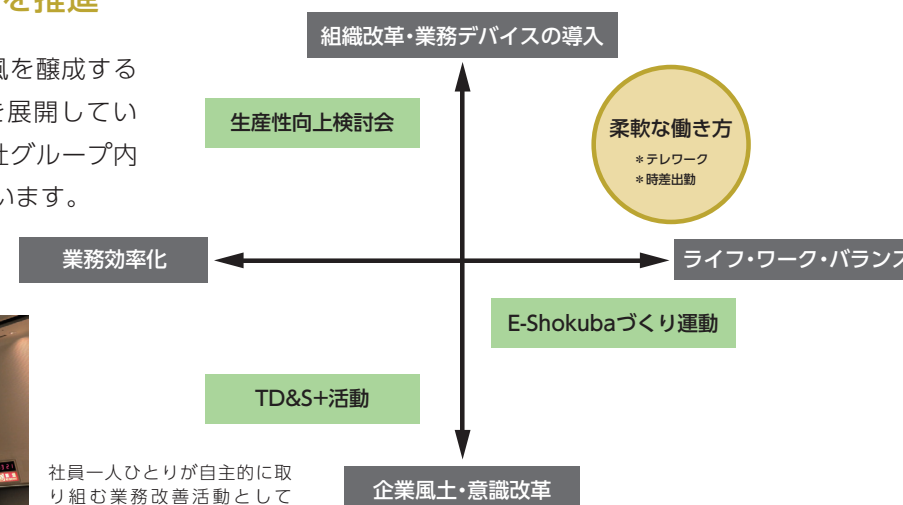 を推進
組織改革・業務デバイスの導入
風を醸成する
を展開してい
社グループ内
います。
生産性向上検討会
柔軟な働き方
＊テレワーク
＊時差出勤
業務効率化
ライフ・ワーク・バランス
E-Shokubaづくり運動
TD&S+活動
社員一人ひとりが自主的に取
り組む業務改善活動として
企業風土・意識改革